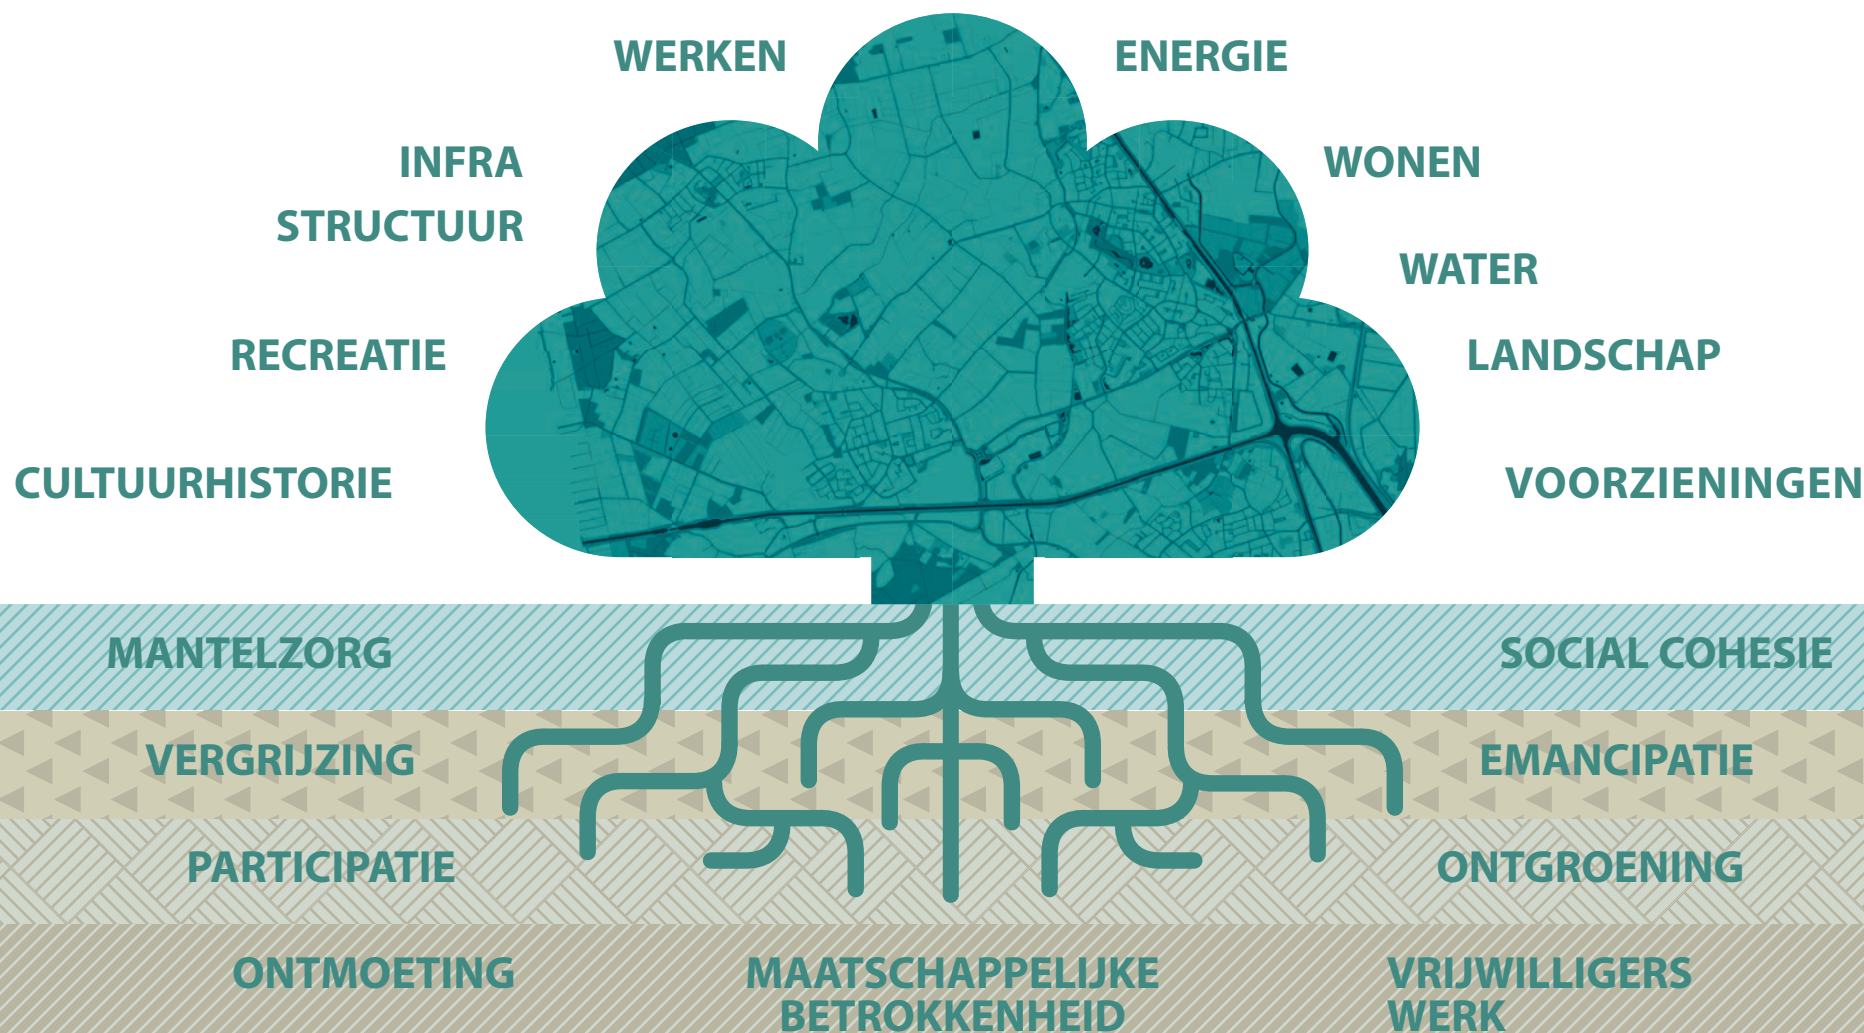 WERKEN
ENERGIE
INFRA
STRUCTUUR
WONEN
WATER
RECREATIE
LANDSCHAP
CULTUURHISTORIE
VOORZIENINGEN
MANTELZORG
SOCIAL COHESIE
VERGRIJZING
EMANCIPATIE
PARTICIPATIE
ONTGROENING
ONTMOETING
MAATSCHAPPELIJKE
BETROKKENHEID
VRIJWILLIGERS
WERK